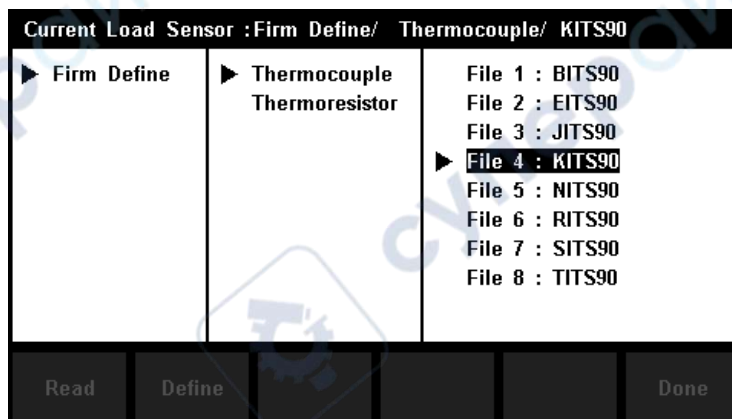 Current Load Sensor :Firm Define/ Thermocouple/ KITS90
Firm Define
Thermocouple
Thermoresistor
File 1 : BITS90
File 2 : EITS90
File 3 : JITS90
File 4 : KITS90
File 5 : NITS90
File 6 : RITS90
File 7 : SITS90
File 8 : TITS90
Read Define Done